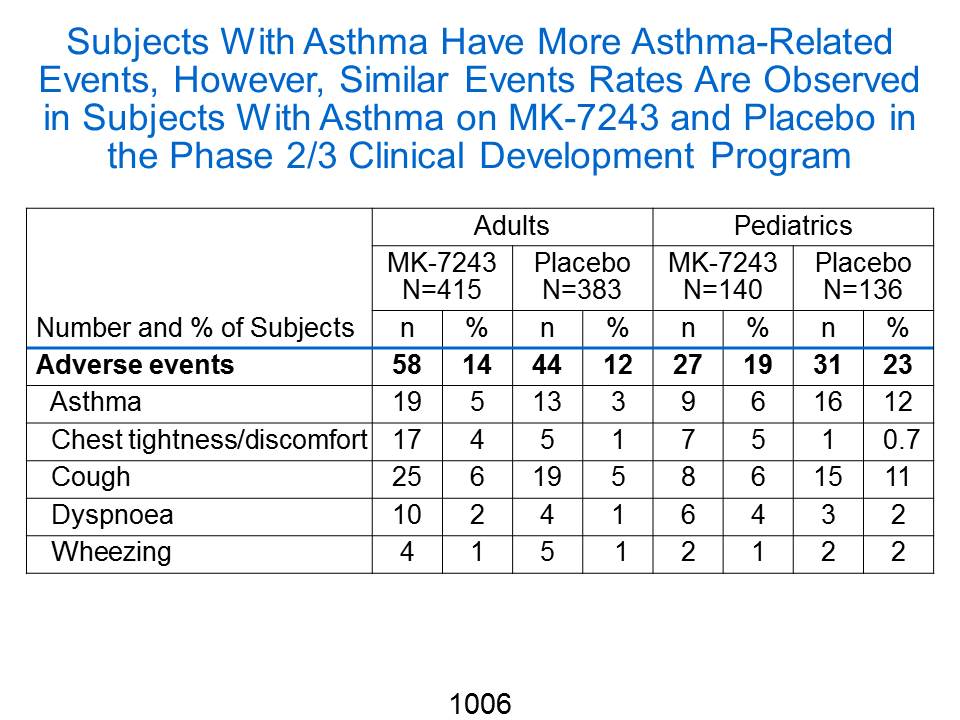 Subjects With Asthma Have More Asthma-Related
Events, However, Similar Events Rates Are Observed
in Subjects With Asthma on MK-7243 and Placebo in
the Phase 2/3 Clinical Development Program
Adults Pediatrics
MK-7243 Placebo MK-7243 Placebo
N=415 N=383 N=140 N=136
Number and % of Subjects n % n % n % n %
Adverse events 58 14 44 12 27 19 31 23
Asthma 19 5 13 3 9 6 16 12
Chest tightness/discomfort 17 4 5 1 7 5 1 0.7
Cough 25 6 19 5 8 6 15 11
Dyspnoea 10 2 4 1 6 4 3 2
Wheezing 4 1 5 1 2 1 2 2
1006